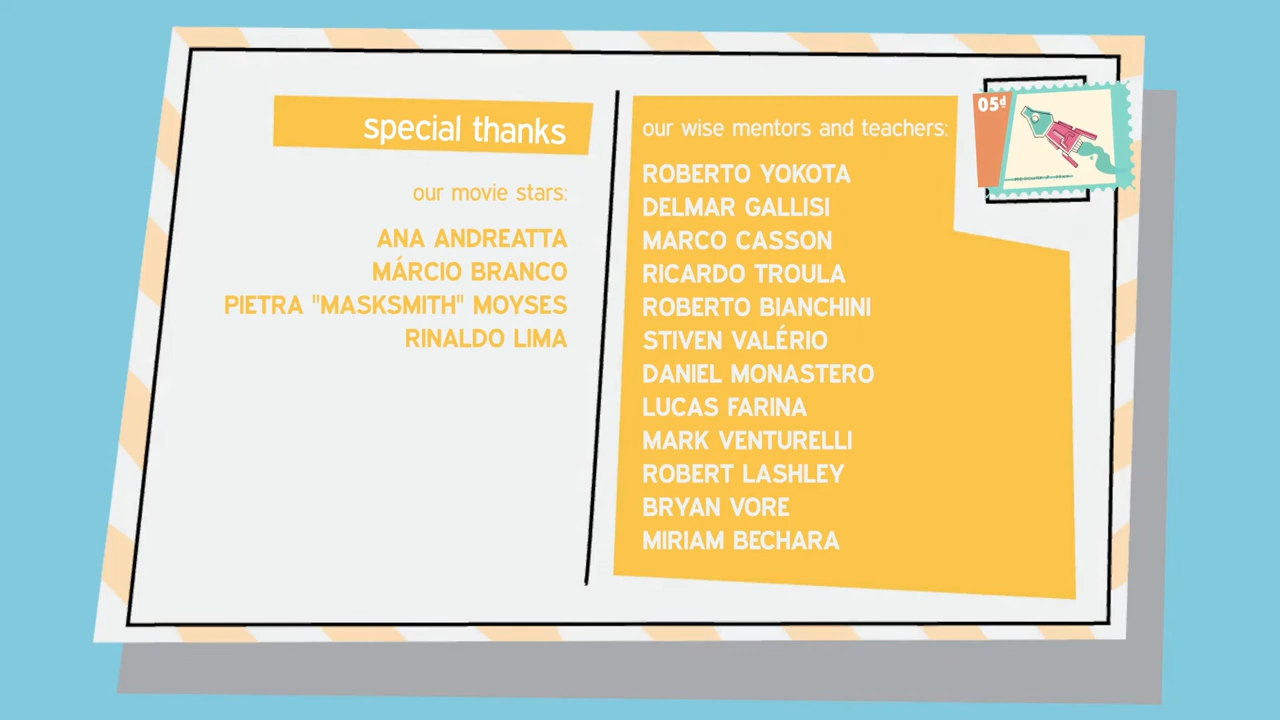 special thanks
our movie stars:
ANA ANDREATTA
MÁRCIO BRANCO
PIETRA "MASKSMITH" MOYSES
RINALDO LIMA
our wise mentors and teachers:
ROBERTO YOKOTA
DELMAR GALLISI
MARCO CASSON
RICARDO TROULA
ROBERTO BIANCHINI
STIVEN VALÉRIO
DANIEL MONASTERO
LUCAS FARINA
MARK VENTURELLI
ROBERT LASHLEY
BRYAN VORE
MIRIAM BECHARA
05d